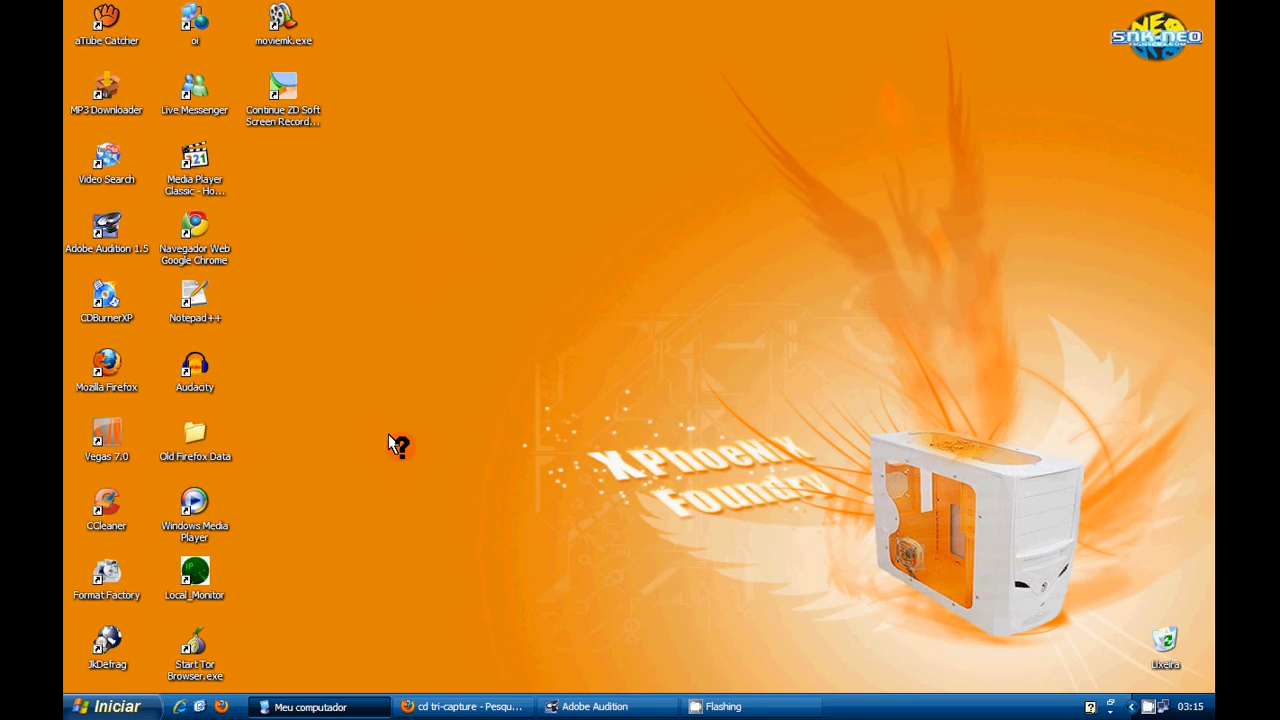 aTube Catcher
oi
moviemk.exe
SNK-NEO
MP3 Downloader
Live Messenger
Continue ZD Soft
Screen Record...
Video Search
Media Player
Classic - Ho...
Adobe Audition 1.5
Navegador Web
Google Chrome
CDBurnerXP
Notepad++
Mozilla Firefox
Audacity
Vegas 7.0
Old Firefox Data
XPhoeNiX
Foundry
CCleaner
Windows Media
Player
Format Factory
Local_Monitor
JkDefrag
Start Tor
Browser.exe
Lixeira
Iniciar
Meu computador
cd tri-capture - Pesqu...
Adobe Audition
Flashing
03:15